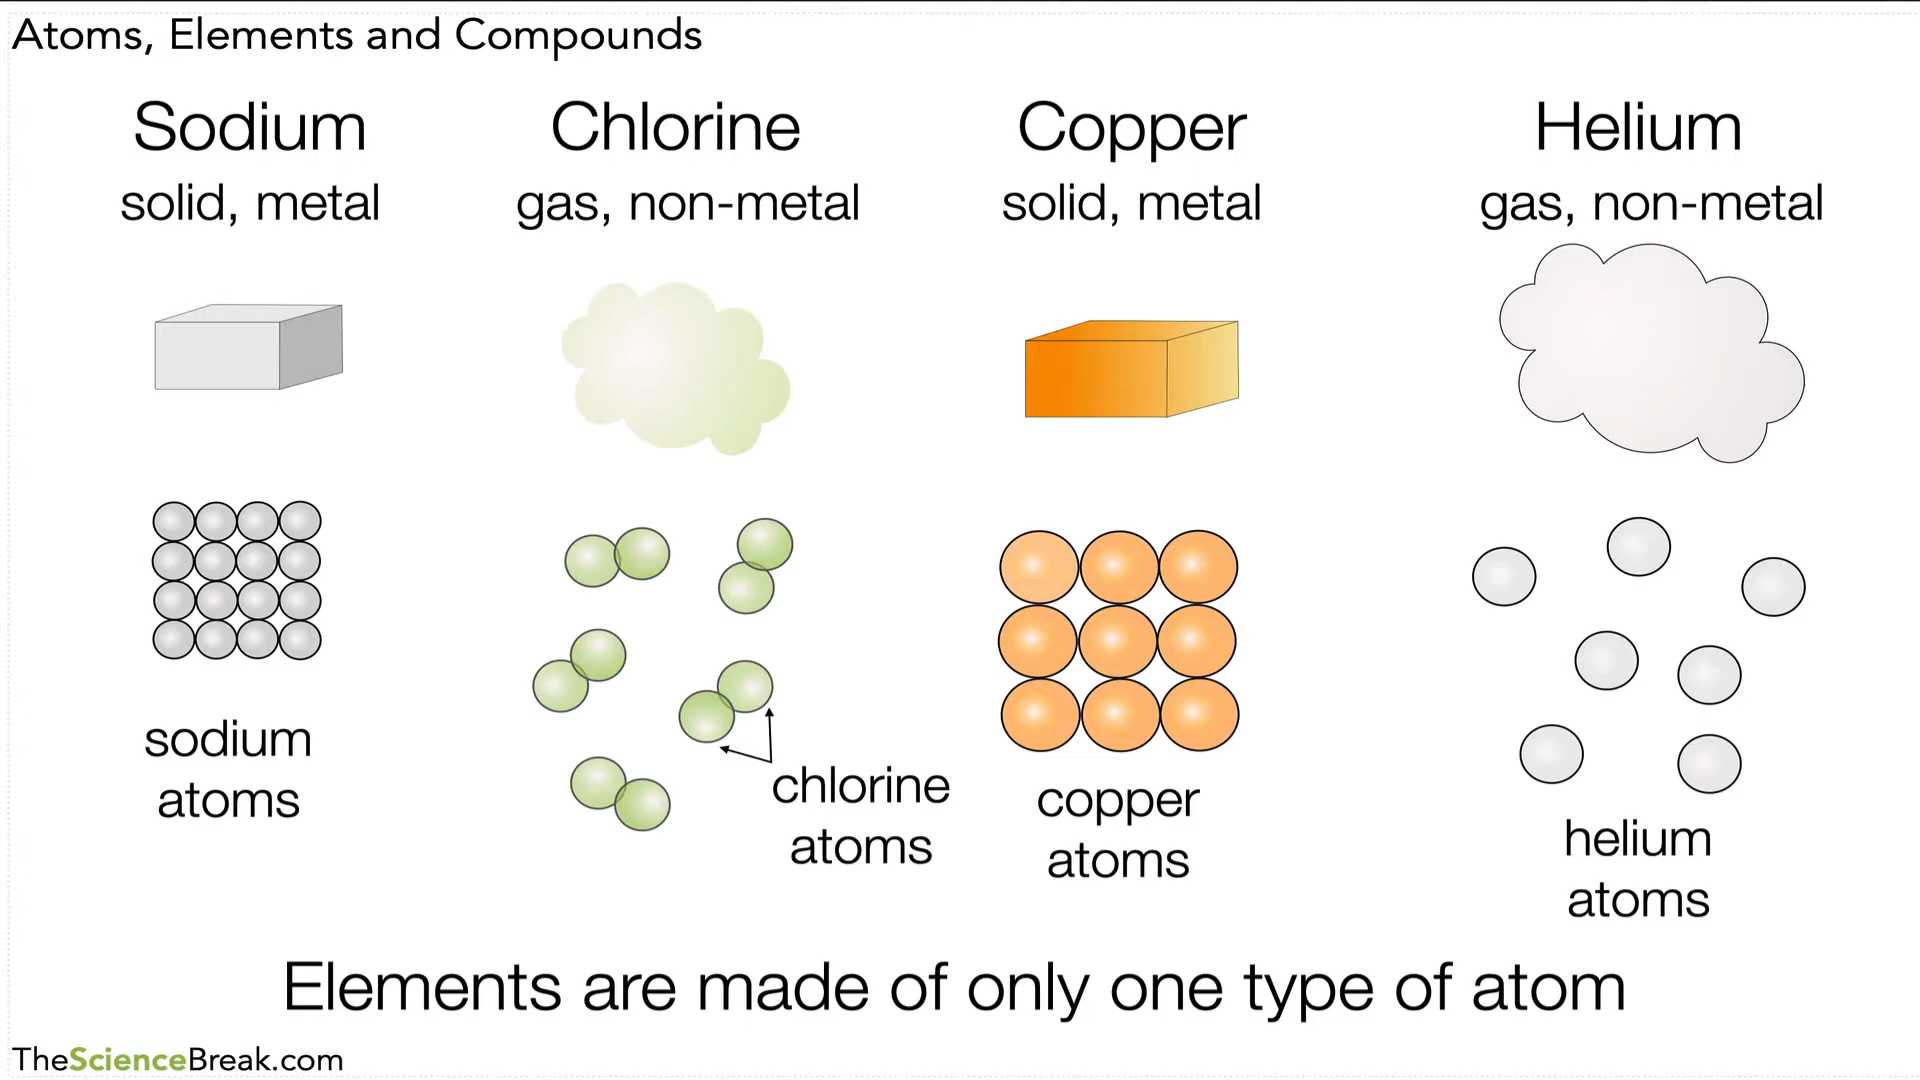 Atoms, Elements and Compounds
Sodium
solid, metal
Chlorine
gas, non-metal
Copper
solid, metal
Helium
gas, non-metal
sodium
atoms
chlorine
atoms
copper
atoms
helium
atoms
Elements are made of only one type of atom
TheScienceBreak.com